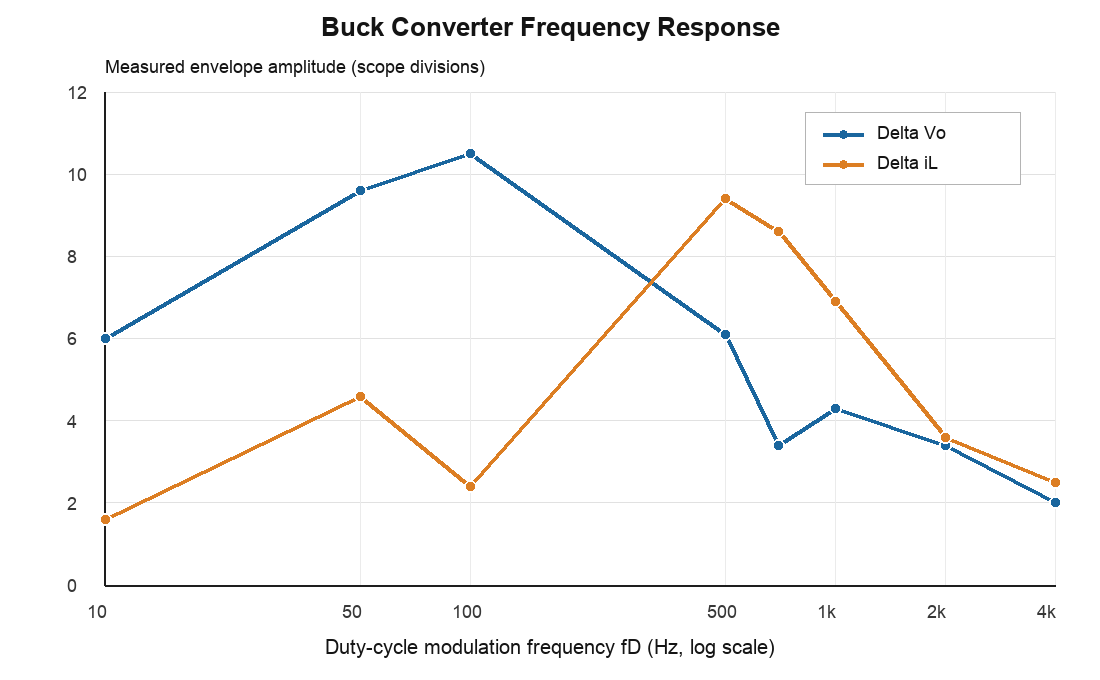 Buck Converter Frequency Response
Measured envelope amplitude (scope divisions)
12
10
8
6
4
2
0
Delta Vo
Delta iL
10 50 100 500 1k 2k 4k
Duty-cycle modulation frequency fD (Hz, log scale)